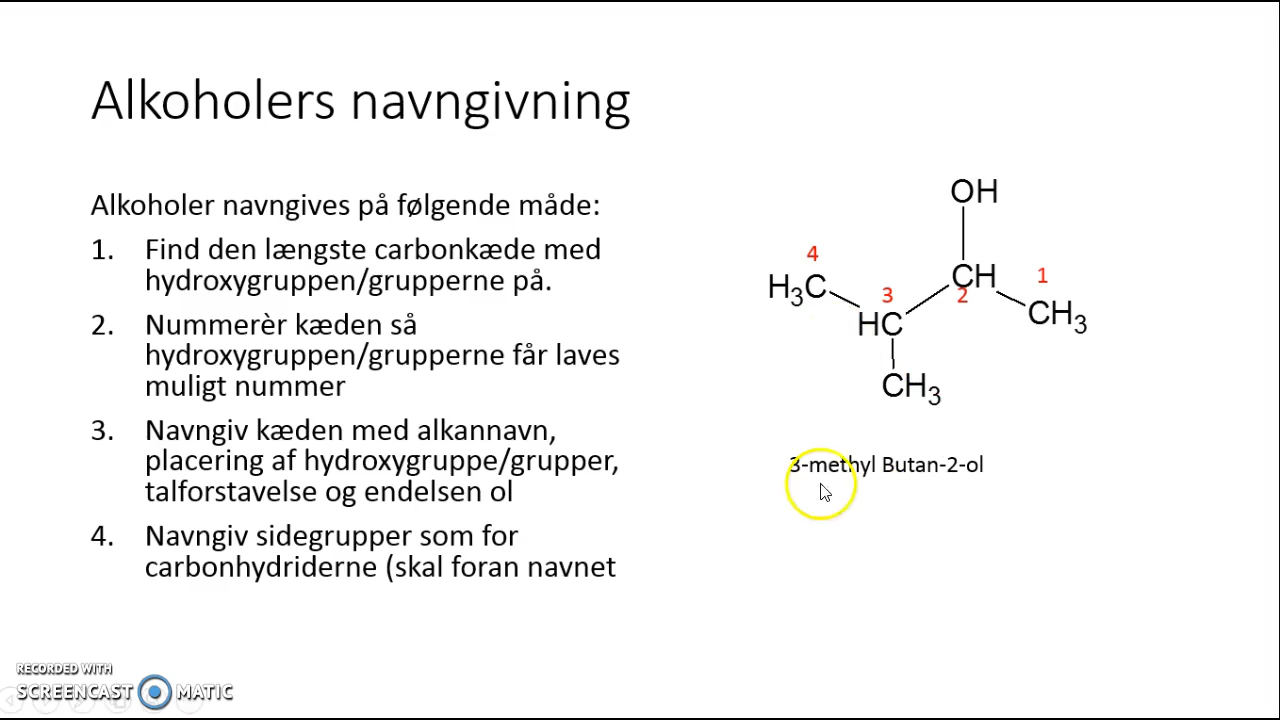 Alkoholers navngivning
Alkoholer navngives på følgende måde:
1. Find den længste carbonkæde med
hydroxygruppen/grupperne på.
2. Nummerèr kæden så
hydroxygruppen/grupperne får laves
muligt nummer
3. Navngiv kæden med alkannavn,
placering af hydroxygruppe/grupper,
talforstavelse og endelsen ol
4. Navngiv sidegrupper som for
carbonhydriderne (skal foran navnet
OH
4
CH
1
H₃C
3
2
CH₃
HC
CH₃
3-methyl Butan-2-ol
RECORDED WITH
SCREENCAST MATIC